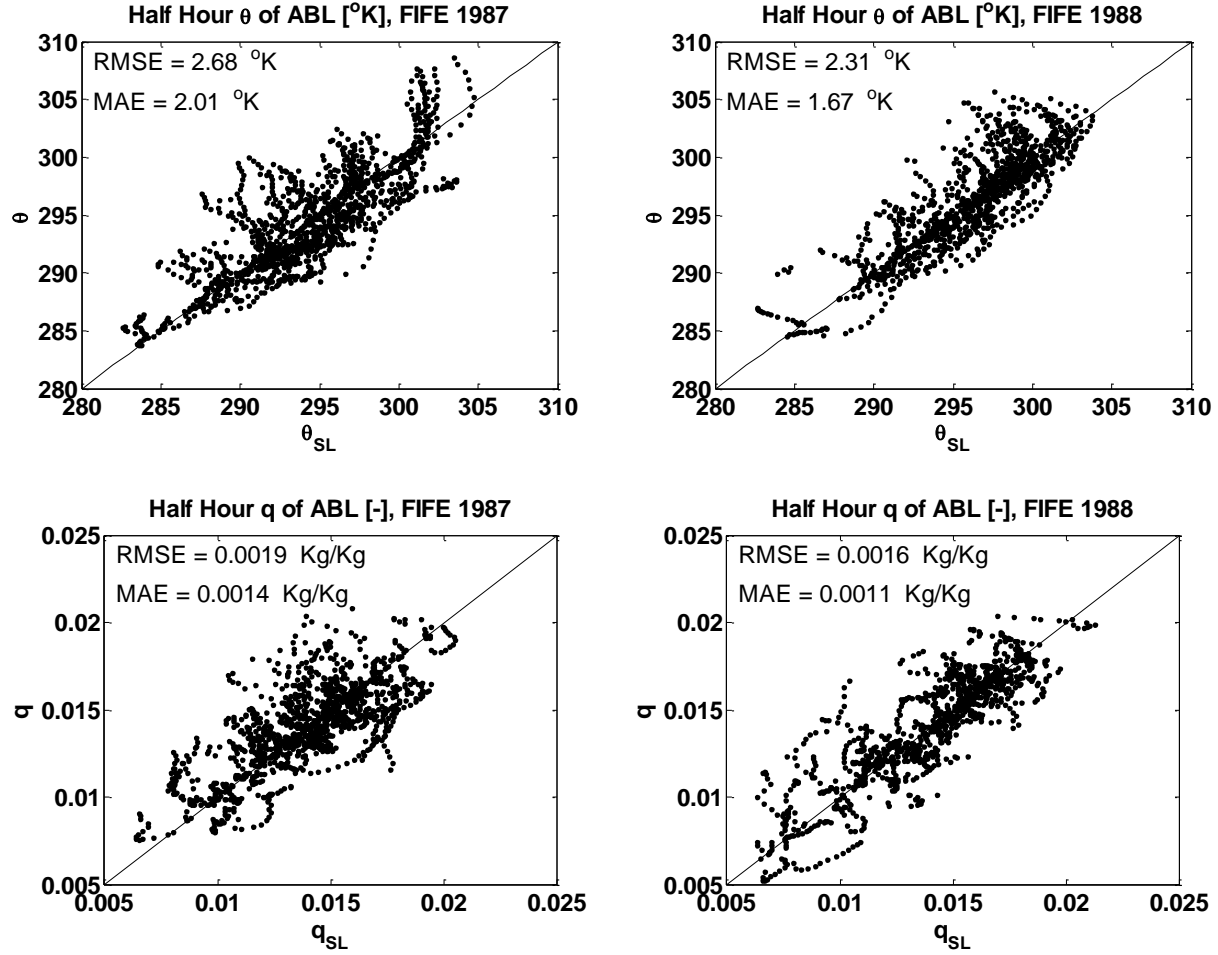 Half Hour θ of ABL [°K], FIFE 1987
RMSE = 2.68 °K
MAE = 2.01 °K
310
305
300
295
290
285
280
θ
280 285 290 295 300 305 310
θSL
Half Hour θ of ABL [°K], FIFE 1988
RMSE = 2.31 °K
MAE = 1.67 °K
310
305
300
295
290
285
280
θ
280 285 290 295 300 305 310
θSL
Half Hour q of ABL [-], FIFE 1987
RMSE = 0.0019 Kg/Kg
MAE = 0.0014 Kg/Kg
0.025
0.02
0.015
0.01
0.005
q
0.005 0.01 0.015 0.02 0.025
qSL
Half Hour q of ABL [-], FIFE 1988
RMSE = 0.0016 Kg/Kg
MAE = 0.0011 Kg/Kg
0.025
0.02
0.015
0.01
0.005
q
0.005 0.01 0.015 0.02 0.025
qSL